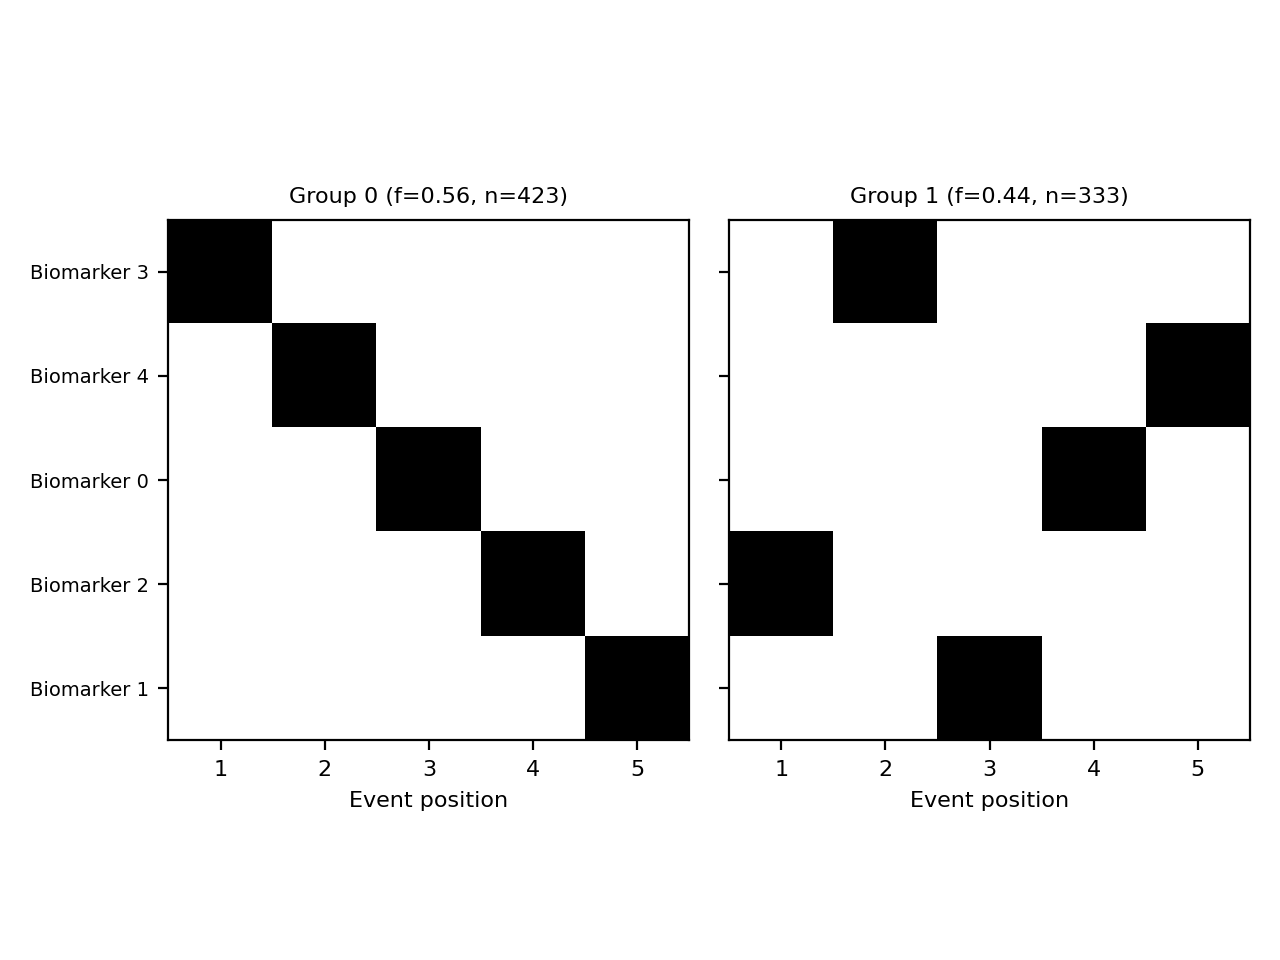 Group 0 (f=0.56, n=423)
Group 1 (f=0.44, n=333)
Biomarker 3
Biomarker 4
Biomarker 0
Biomarker 2
Biomarker 1
1 2 3 4 5
1 2 3 4 5
Event position
Event position